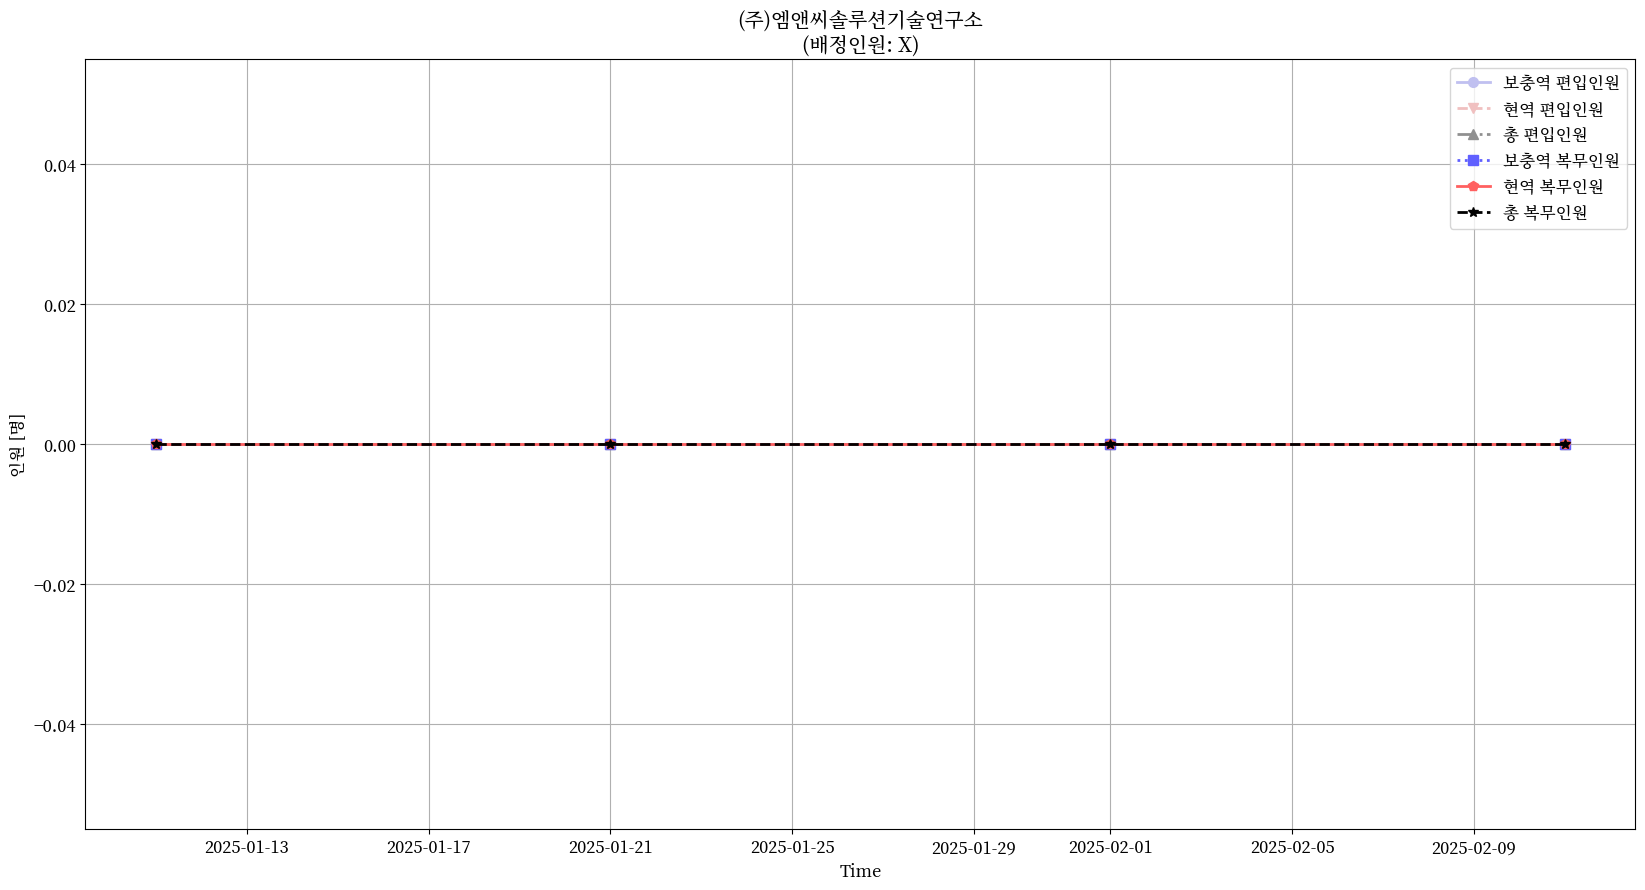 (주)엠앤씨솔루션기술연구소
(배정인원: X)
보충역 편입인원
현역 편입인원
총 편입인원
보충역 복무인원
현역 복무인원
총 복무인원
인원 [명]
0.04
0.02
0.00
−0.02
−0.04
2025-01-13
2025-01-17
2025-01-21
2025-01-25
2025-01-29
2025-02-01
2025-02-05
2025-02-09
Time